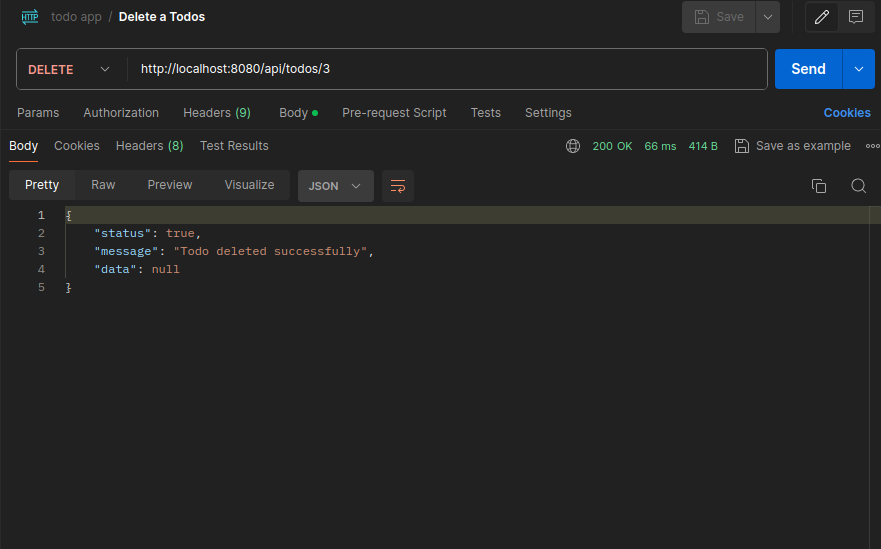 HTTP todo app / Delete a Todos Save
DELETE http://localhost:8080/api/todos/3 Send
Params Authorization Headers (9) Body Pre-request Script Tests Settings Cookies
Body Cookies Headers (8) Test Results 200 OK 66 ms 414 B Save as example
Pretty Raw Preview Visualize JSON
1 {
2 "status": true,
3 "message": "Todo deleted successfully",
4 "data": null
5 }